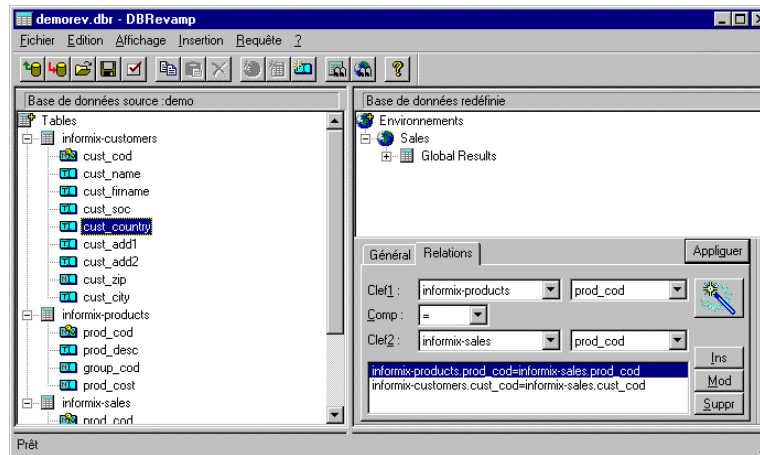 demorev.dbr - DBRevamp
Fichier Edition Affichage Insertion Requête ?
Base de données source :demo
Tables
informix-customers
cust_cod
cust_name
cust_firname
cust_soc
cust_country
cust_add1
cust_add2
cust_zip
cust_city
informix-products
prod_cod
prod_desc
group_cod
prod_cost
informix-sales
prod_cod
Base de données redéfinie
Environnements
Sales
Global Results
Général Relations Appliguer
Clef1 : informix-products prod_cod
Comp : =
Clef2 : informix-sales prod_cod
informix-products.prod_cod=informix-sales.prod_cod
informix-customers.cust_cod=informix-sales.cust_cod
Ins
Mod
Suppr
Prêt